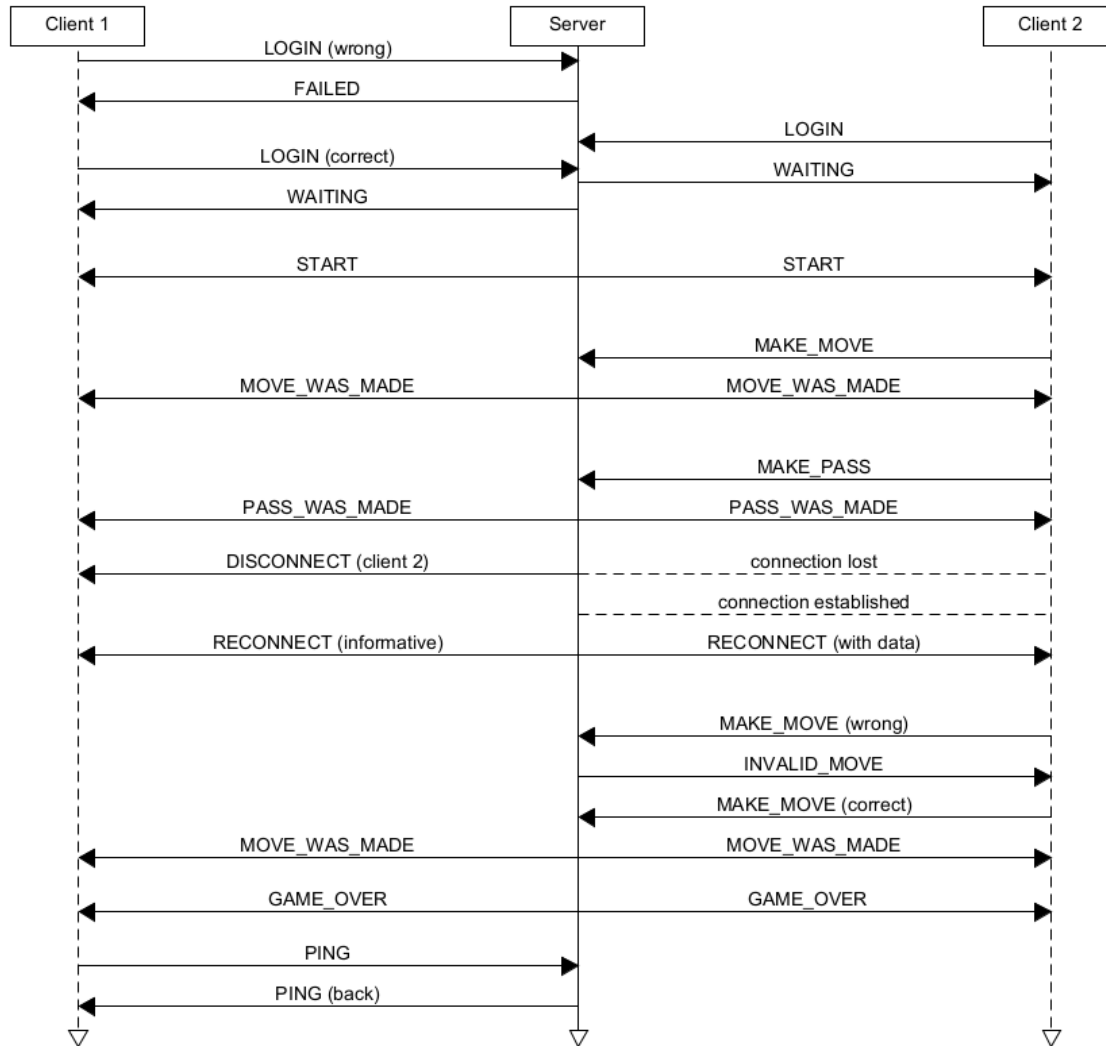 Client 1
Server
Client 2
LOGIN (wrong)
FAILED
LOGIN
LOGIN (correct)
WAITING
WAITING
START
START
MAKE_MOVE
MOVE_WAS_MADE
MOVE_WAS_MADE
MAKE_PASS
PASS_WAS_MADE
PASS_WAS_MADE
DISCONNECT (client 2)
connection lost
connection established
RECONNECT (informative)
RECONNECT (with data)
MAKE_MOVE (wrong)
INVALID_MOVE
MAKE_MOVE (correct)
MOVE_WAS_MADE
MOVE_WAS_MADE
GAME_OVER
GAME_OVER
PING
PING (back)